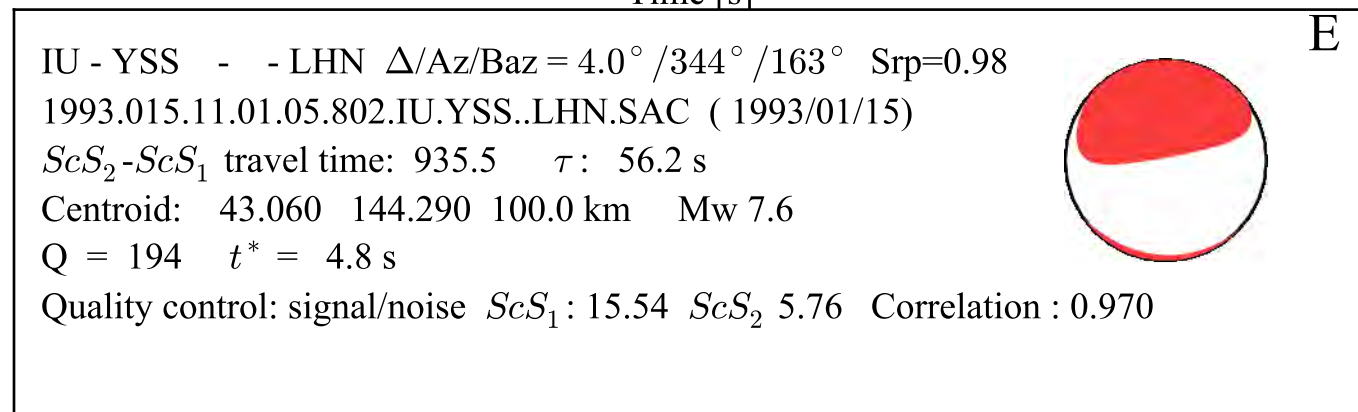 E
IU - YSS - - LHN Δ/Az/Baz = 4.0° /344° /163° Srp=0.98
1993.015.11.01.05.802.IU.YSS..LHN.SAC ( 1993/01/15)
ScS₂-ScS₁ travel time: 935.5 τ : 56.2 s
Centroid: 43.060 144.290 100.0 km Mw 7.6
Q = 194 t* = 4.8 s
Quality control: signal/noise ScS₁: 15.54 ScS₂ 5.76 Correlation : 0.970